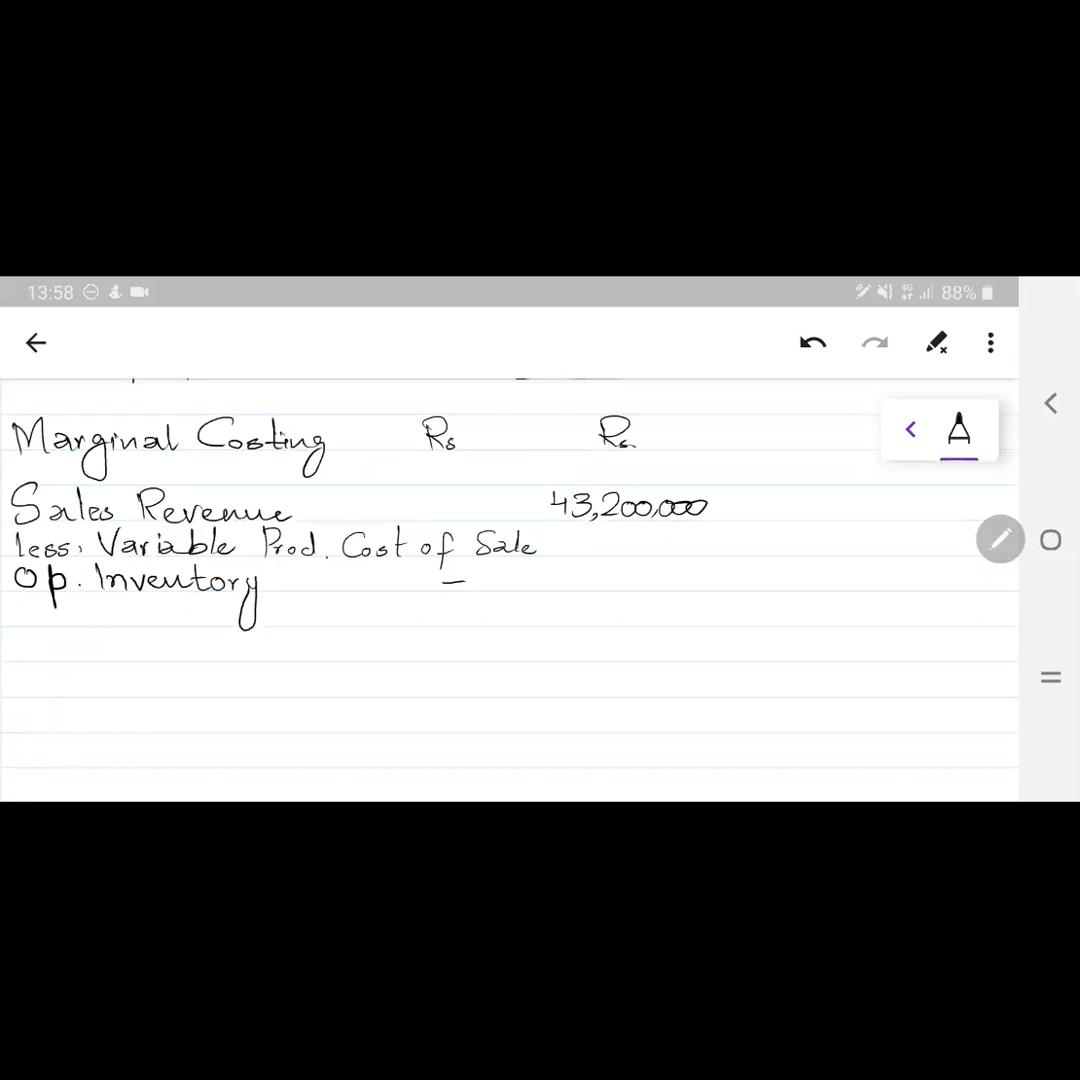 13:58 4G 88%
Marginal Costing Rs Rs
Sales Revenue 43,200,000
less: Variable Prod. Cost of Sale
Op. Inventory –